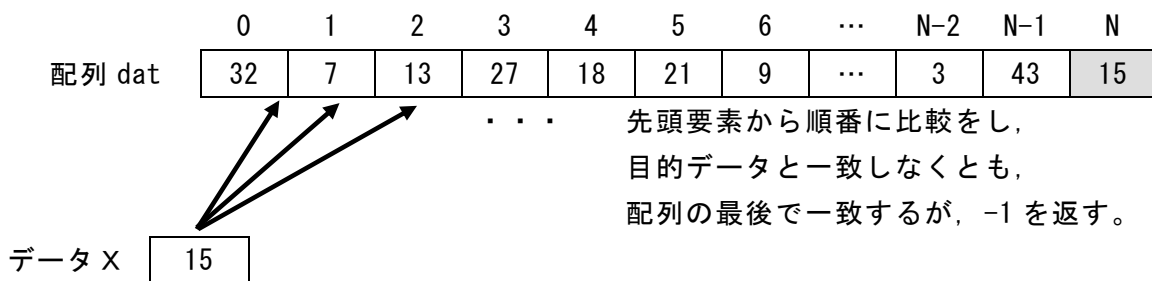 0 1 2 3 4 5 6 … N−2 N−1 N
配列 dat 32 7 13 27 18 21 9 … 3 43 15
・・・ 先頭要素から順番に比較をし,
目的データと一致しなくとも,
配列の最後で一致するが, −1 を返す。
データ X 15